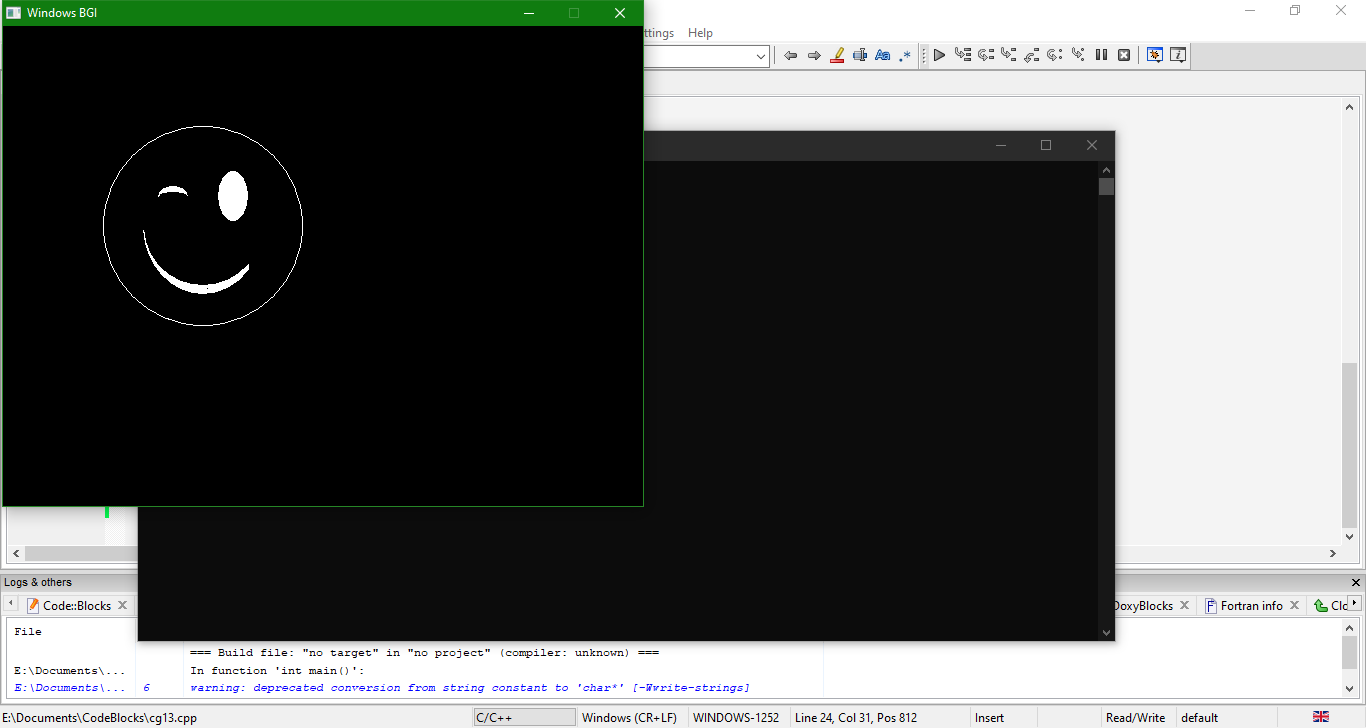 Windows BGI
ttings Help
Logs & others
Code::Blocks
DoxyBlocks
Fortran info
Clc
File
=== Build file: "no target" in "no project" (compiler: unknown) ===
E:\Documents\... In function 'int main()':
E:\Documents\... 6 warning: deprecated conversion from string constant to 'char*' [-Wwrite-strings]
E:\Documents\CodeBlocks\cg13.cpp C/C++ Windows (CR+LF) WINDOWS-1252 Line 24, Col 31, Pos 812 Insert Read/Write default